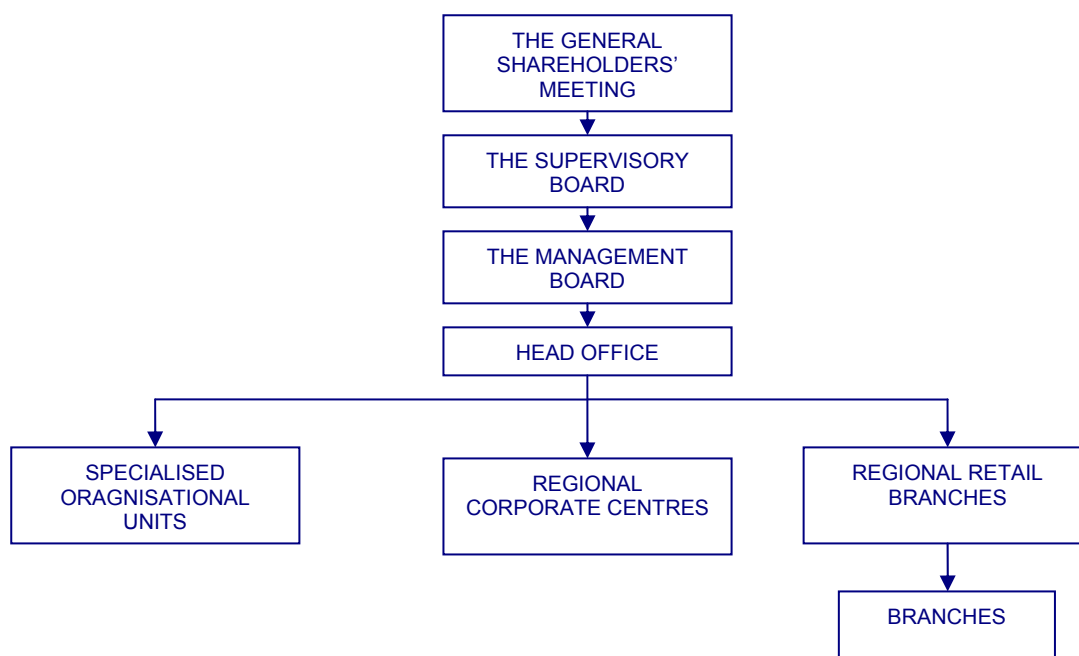 THE GENERAL
SHAREHOLDERS’
MEETING
THE SUPERVISORY
BOARD
THE MANAGEMENT
BOARD
HEAD OFFICE
SPECIALISED
ORAGNISATIONAL
UNITS
REGIONAL
CORPORATE CENTRES
REGIONAL RETAIL
BRANCHES
BRANCHES